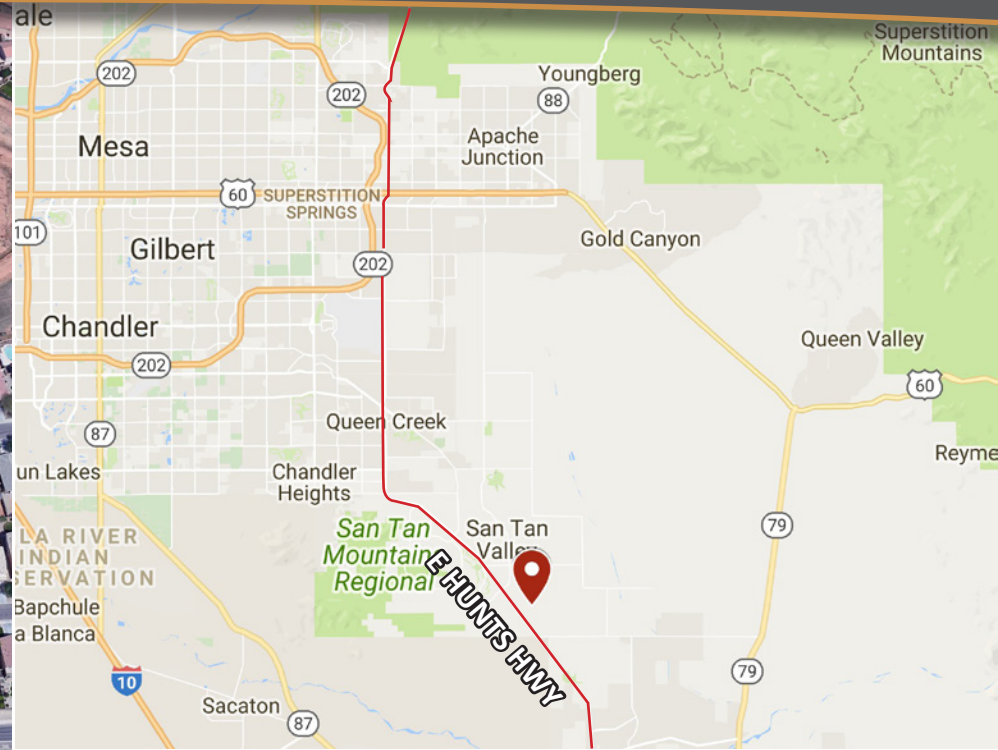 ale
Superstition
Mountains
202
Youngberg
202
88
Mesa
Apache
Junction
60
SUPERSTITION
SPRINGS
101
Gilbert
Gold Canyon
202
Chandler
Queen Valley
202
60
Queen Creek
87
Reyme
un Lakes
Chandler
Heights
San Tan
Mountain
Regional
San Tan
Valley
79
LA RIVER
INDIAN
SERVATION
E HUNTS HWY
Bapchule
a Blanca
79
10
Sacaton
87